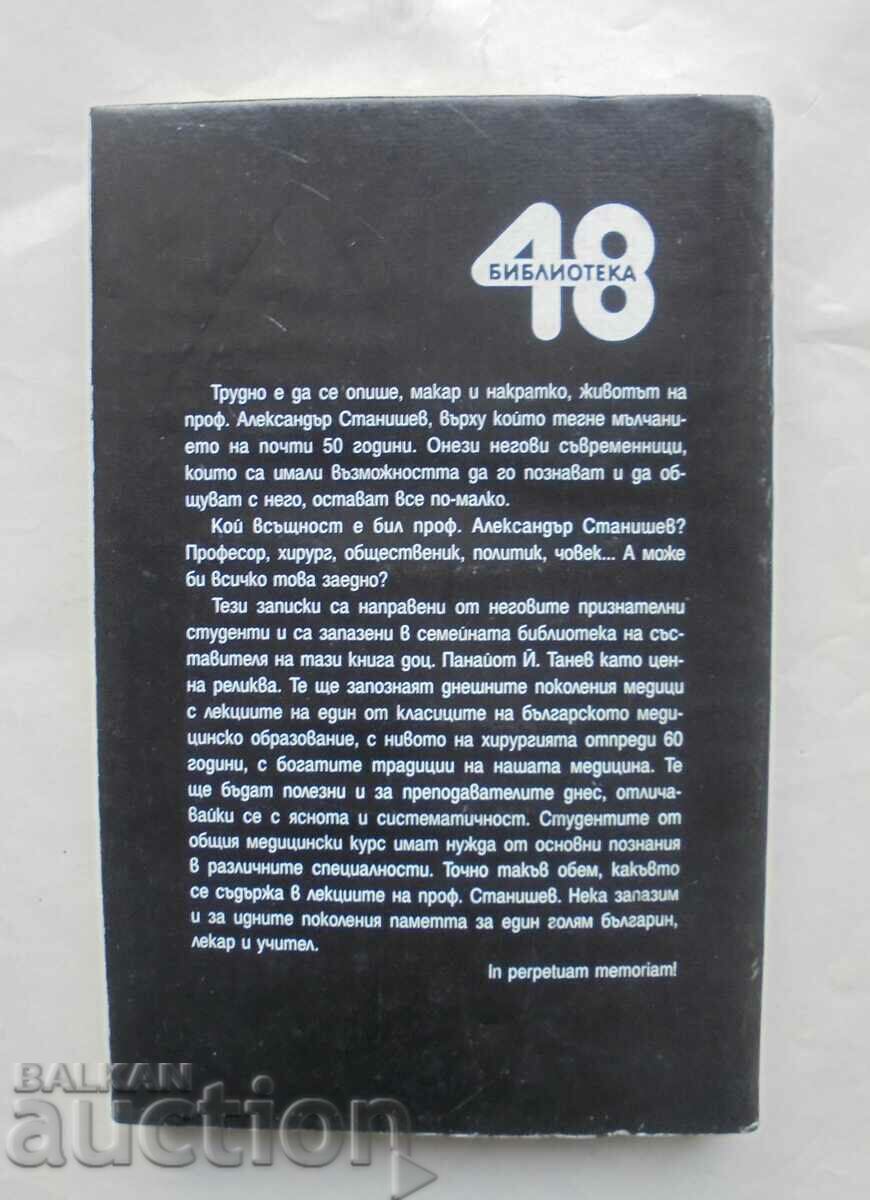 48
БИБЛИОТЕКА
Трудно е да се опише, макар и накратко, животът на
проф. Александър Станишев, върху който тегне мълчани-
ето на почти 50 години. Онези негови съвременници,
които са имали възможността да го познават и да об-
щуват с него, остават все по-малко.
Кой всъщност е бил проф. Александър Станишев?
Професор, хирург, общественик, политик, човек... А може
би всичко това заедно?
Тези записки са направени от неговите признателни
студенти и са запазени в семейната библиотека на със-
тавителя на тази книга доц. Панайот Й. Танев като цен-
на реликва. Те ще запознаят днешните поколения медици
с лекциите на един от класиците на българското меди-
цинско образование, с нивото на хирургията отпреди 60
години, с богатите традиции на нашата медицина. Те
ще бъдат полезни и за преподавателите днес, отлича-
вайки се с яснота и систематичност. Студентите от
общия медицински курс имат нужда от основни познания
в различните специалности. Точно такъв обем, какъвто
се съдържа в лекциите на проф. Станишев. Нека запазим
и за идните поколения паметта за един голям българин,
лекар и учител.
In perpetuam memoriam!
BALKAN
auction